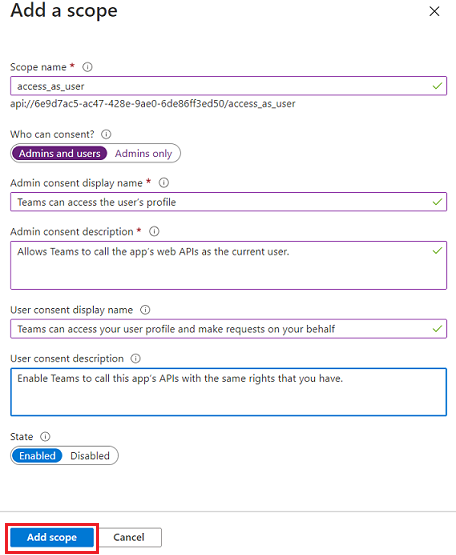 Add a scope
Scope name *
access_as_user
api://6e9d7ac5-ac47-428e-9ae0-6de86ff3ed50/access_as_user
Who can consent?
Admins and users Admins only
Admin consent display name *
Teams can access the user's profile
Admin consent description *
Allows Teams to call the app's web APIs as the current user.
User consent display name
Teams can access your user profile and make requests on your behalf
User consent description
Enable Teams to call this app's APIs with the same rights that you have.
State
Enabled Disabled
Add scope Cancel